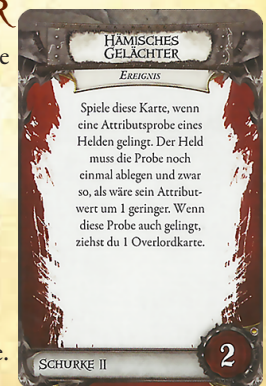 R
e
HÄMISCHES
GELÄCHTER
EREIGNIS
Spiele diese Karte, wenn
eine Attributsprobe eines
Helden gelingt. Der Held
muss die Probe noch
einmal ablegen und zwar
so, als wäre sein Attribut-
wert um 1 geringer. Wenn
diese Probe auch gelingt,
ziehst du 1 Overlordkarte.
e.
SCHURKE II
2